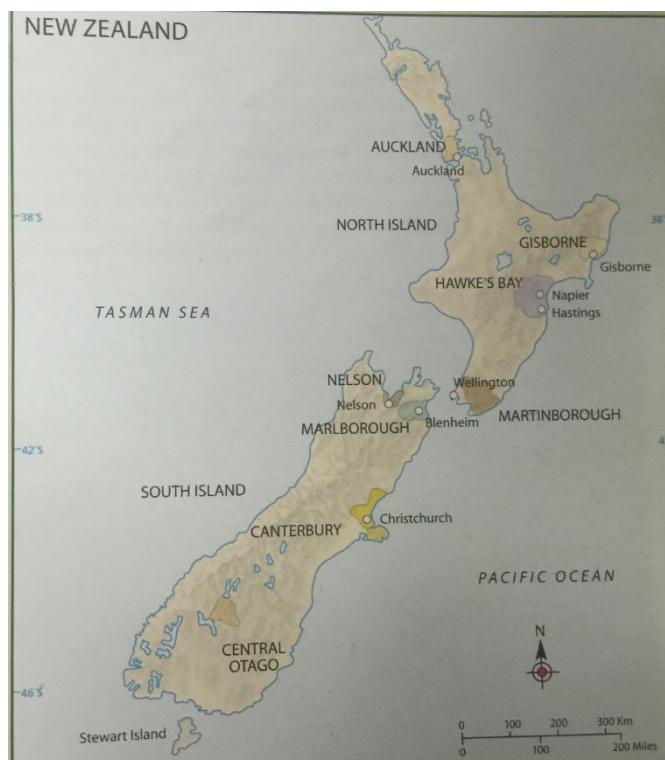 NEW ZEALAND
AUCKLAND
Auckland
38°S
NORTH ISLAND
GISBORNE
Gisborne
HAWKE'S BAY
Napier
Hastings
TASMAN SEA
NELSON
Nelson
Wellington
MARTINBOROUGH
MARLBOROUGH
Blenheim
42°S
SOUTH ISLAND
Christchurch
CANTERBURY
PACIFIC OCEAN
N
CENTRAL
OTAGO
46°S
Stewart Island
0 100 200 300 Km
0 100 200 Miles